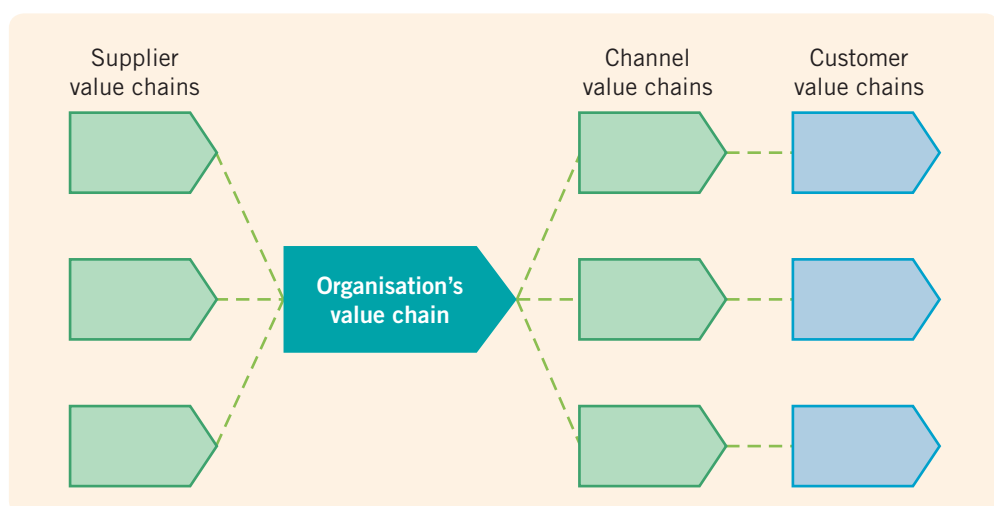 Supplier
value chains
Channel
value chains
Customer
value chains
Organisation's
value chain